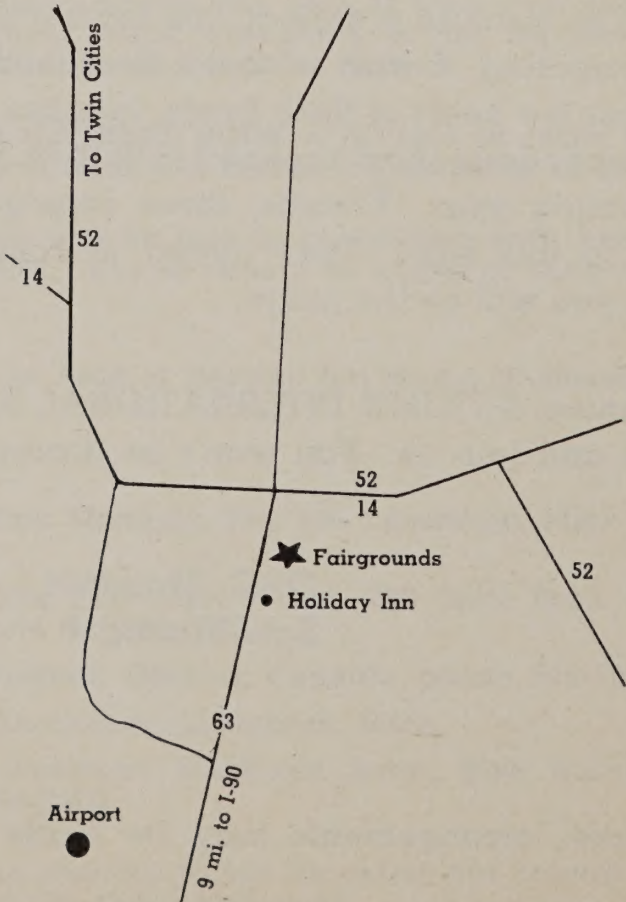 To Twin Cities
52
14
52
14
Fairgrounds
Holiday Inn
52
63
9 mi. to I-90
Airport